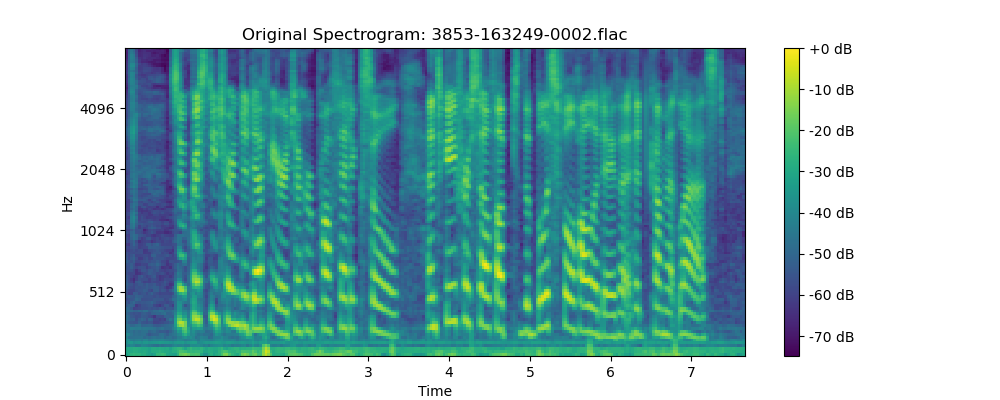 Original Spectrogram: 3853-163249-0002.flac
Hz
4096
2048
1024
512
0
0 1 2 3 4 5 6 7
Time
+0 dB
-10 dB
-20 dB
-30 dB
-40 dB
-50 dB
-60 dB
-70 dB